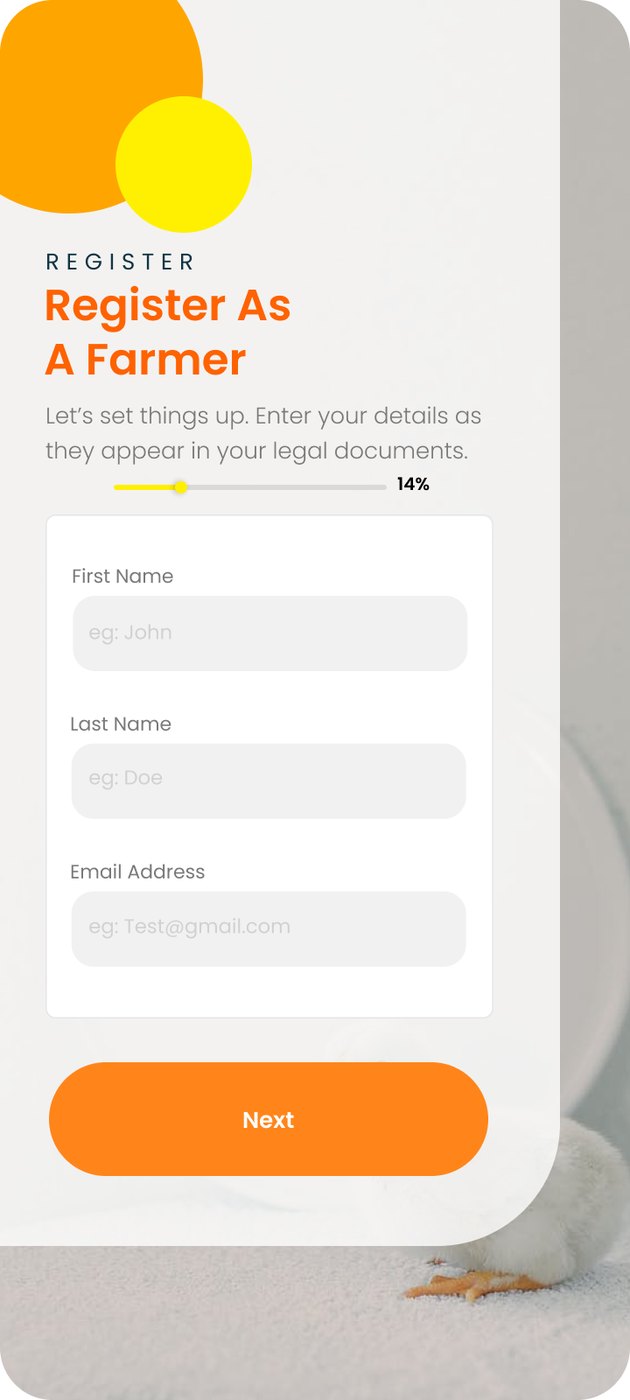 REGISTER
Register As
A Farmer
Let’s set things up. Enter your details as
they appear in your legal documents.
14%
First Name
eg: John
Last Name
eg: Doe
Email Address
eg: Test@gmail.com
Next